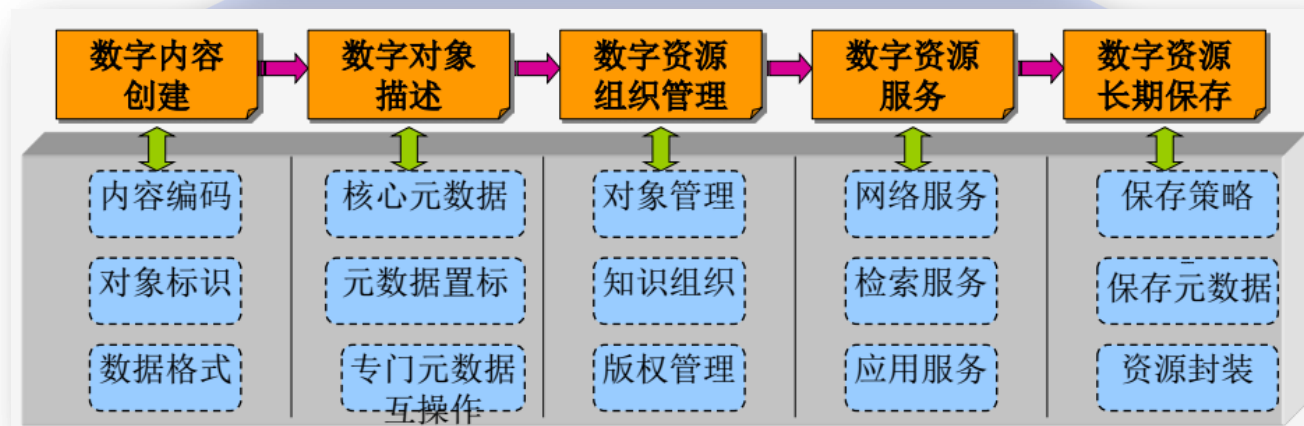 数字内容
创建
数字对象
描述
数字资源
组织管理
数字资源
服务
数字资源
长期保存
内容编码
核心元数据
对象管理
网络服务
保存策略
对象标识
元数据置标
知识组织
检索服务
保存元数据
数据格式
专门元数据
互操作
版权管理
应用服务
资源封装